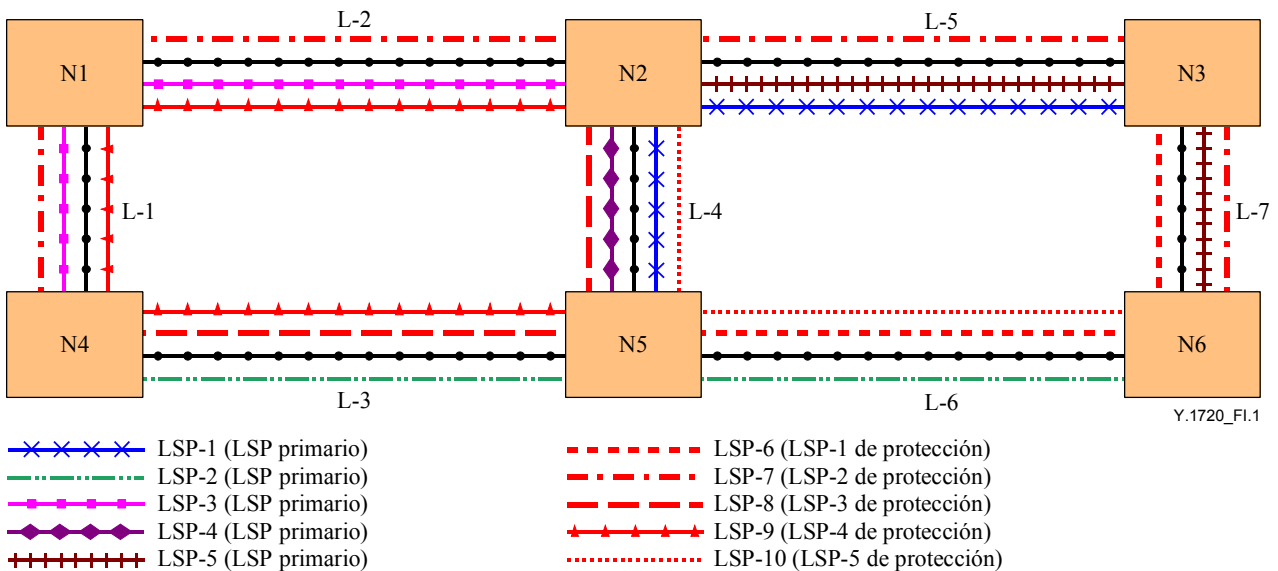 L-2
L-5
N1
N2
N3
L-1
L-4
L-7
N4
N5
N6
L-3
L-6
Y.1720_FI.1
LSP-1 (LSP primario)
LSP-2 (LSP primario)
LSP-3 (LSP primario)
LSP-4 (LSP primario)
LSP-5 (LSP primario)
LSP-6 (LSP-1 de protección)
LSP-7 (LSP-2 de protección)
LSP-8 (LSP-3 de protección)
LSP-9 (LSP-4 de protección)
LSP-10 (LSP-5 de protección)